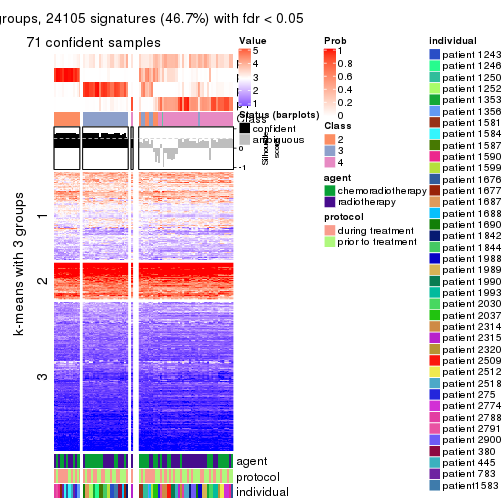 groups, 24105 signatures (46.7%) with fdr < 0.05
71 confident samples
Class
1
0
-1
Silhouette score
k-means with 3 groups
1
2
3
agent
protocol
individual
Value
5
4
3
2
1
Status (barplots)
confident
ambiguous
Prob
1
0.8
0.6
0.4
0.2
0
Class
2
3
4
agent
chemoradiotherapy
radiotherapy
protocol
during treatment
prior to treatment
individual
patient 1243
patient 1246
patient 1250
patient 1252
patient 1353
patient 1356
patient 1581
patient 1584
patient 1587
patient 1590
patient 1599
patient 1676
patient 1677
patient 1687
patient 1688
patient 1690
patient 1842
patient 1844
patient 1988
patient 1989
patient 1990
patient 1993
patient 2030
patient 2037
patient 2314
patient 2315
patient 2320
patient 2509
patient 2512
patient 2518
patient 275
patient 2774
patient 2788
patient 2791
patient 2900
patient 380
patient 445
patient 783
patient1583